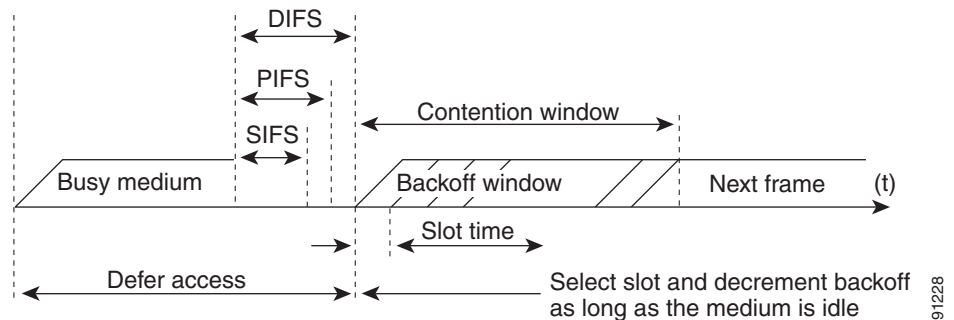 DIFS
PIFS
Contention window
SIFS
Busy medium
Backoff window
Next frame
(t)
Slot time
Defer access
Select slot and decrement backoff
as long as the medium is idle
91228